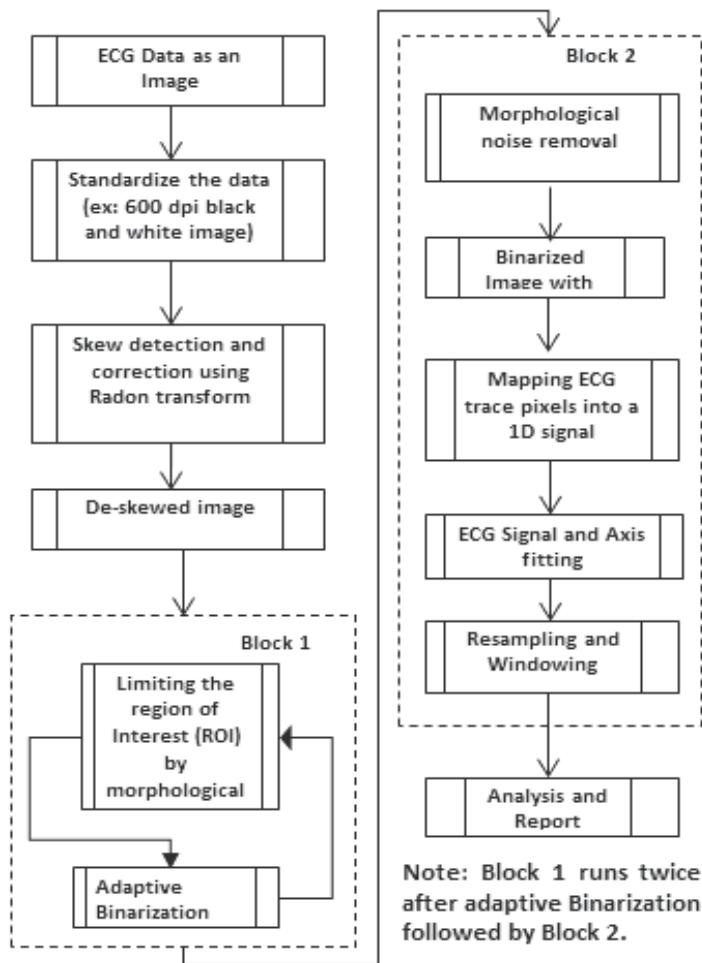 ECG Data as an
Image
Standardize the data
(ex: 600 dpi black
and white image)
Skew detection and
correction using
Radon transform
De-skewed image
Block 1
Limiting the
region of
Interest (ROI)
by
morphological
Adaptive
Binarization
Block 2
Morphological
noise removal
Binarized
Image with
Mapping ECG
trace pixels into a
1D signal
ECG Signal and Axis
fitting
Resampling and
Windowing
Analysis and
Report
Note: Block 1 runs twice
after adaptive Binarization
followed by Block 2.